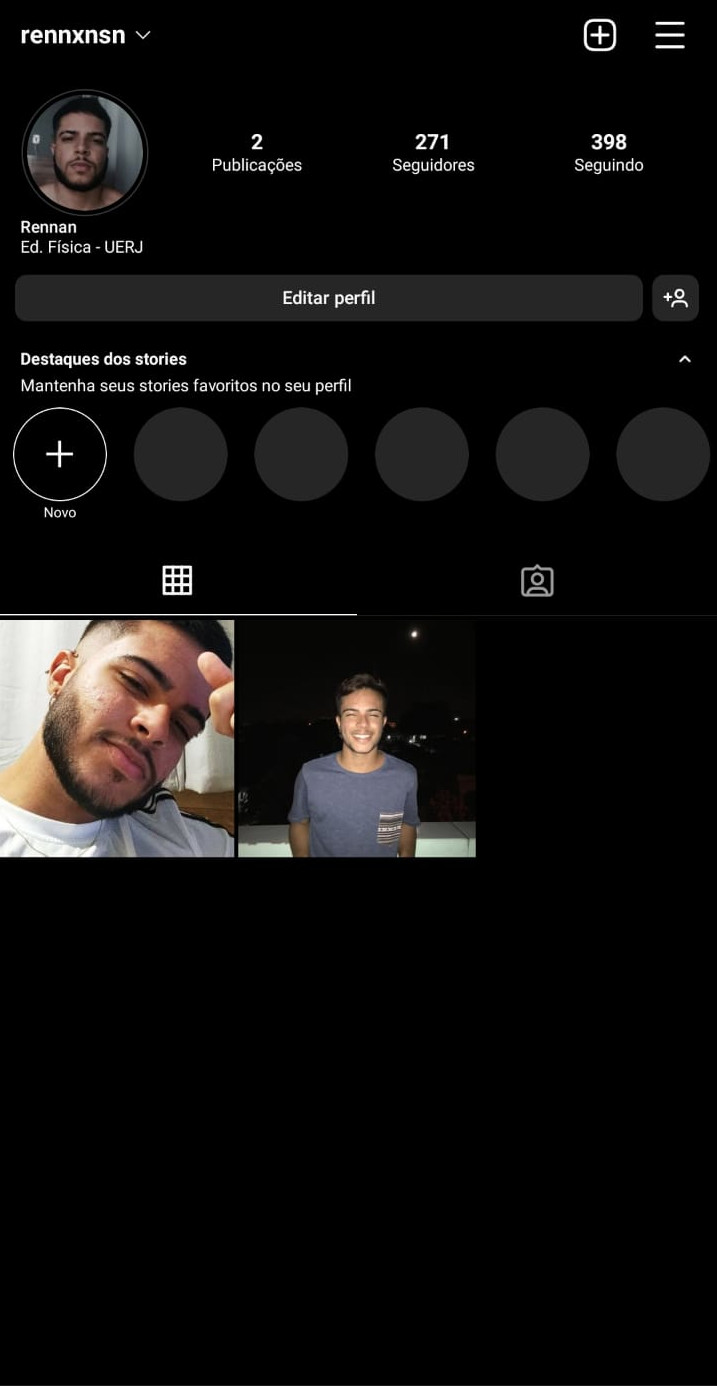 rennxnsn
2 271 398
Publicações Seguidores Seguindo
Rennan
Ed. Física - UERJ
Editar perfil
Destaques dos stories
Mantenha seus stories favoritos no seu perfil
Novo